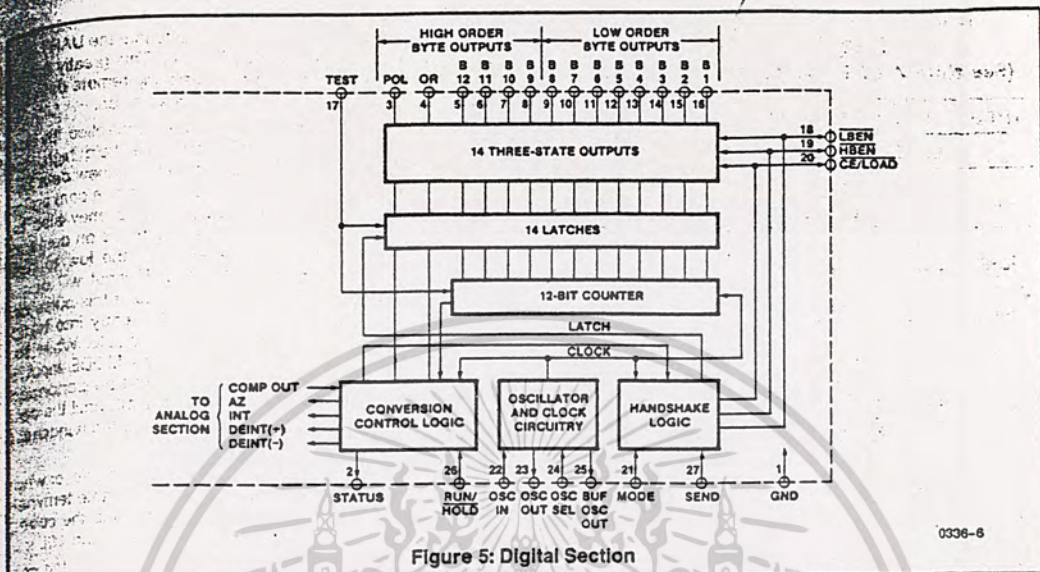 HIGH ORDER BYTE OUTPUTS
LOW ORDER BYTE OUTPUTS
TEST POL OR B 12 B 11 B 10 B 9 B 8 B 7 B 6 B 5 B 4 B 3 B 2 B 1
17 3 4 5 6 7 8 9 10 11 12 13 14 15 16
14 THREE-STATE OUTPUTS
18 LBEN
19 HBEN
20 CE/LOAD
14 LATCHES
12-BIT COUNTER
LATCH
CLOCK
TO ANALOG SECTION
COMP OUT
AZ
INT
DEINT(+)
DEINT(-)
CONVERSION CONTROL LOGIC
OSCILLATOR AND CLOCK CIRCUITRY
HANDSHAKE LOGIC
2 26 22 23 24 25 21 27 1
STATUS RUN/HOLD OSC IN OSC OUT OSC SEL BUF OSC OUT MODE SEND GND
0336-6
Figure 5: Digital Section